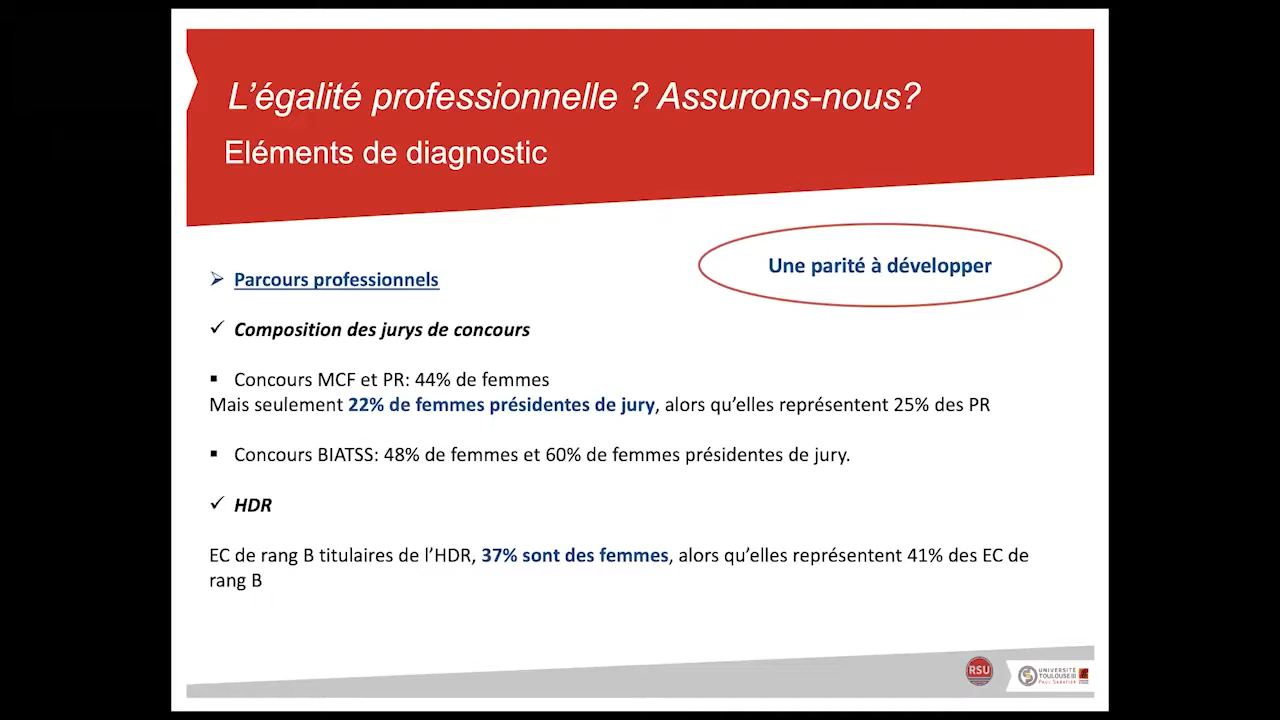 L’égalité professionnelle ? Assurons-nous?
Eléments de diagnostic
Une parité à développer
Parcours professionnels
Composition des jurys de concours
Concours MCF et PR: 44% de femmes
Mais seulement 22% de femmes présidentes de jury, alors qu’elles représentent 25% des PR
Concours BIATSS: 48% de femmes et 60% de femmes présidentes de jury.
HDR
EC de rang B titulaires de l’HDR, 37% sont des femmes, alors qu’elles représentent 41% des EC de
rang B
RSU
UNIVERSITÉ
TOULOUSE III
PAUL SABATIER